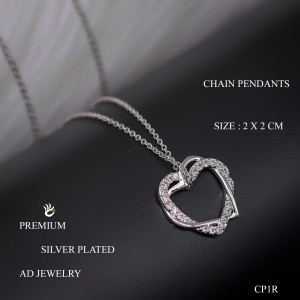 CHAIN PENDANTS
SIZE : 2 X 2 CM
PREMIUM
SILVER PLATED
AD JEWELRY
CP1R